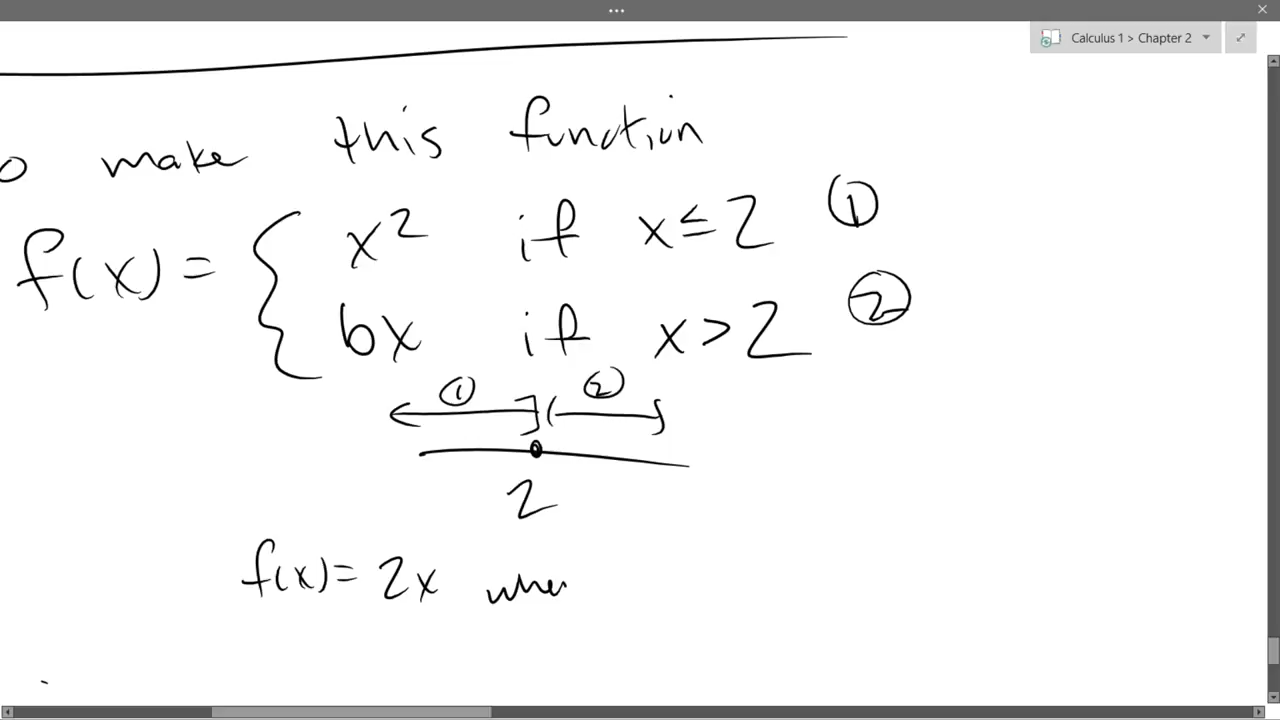 Calculus 1 > Chapter 2
o make this function
f(x) = { x² if x ≤ 2 ①
bx if x > 2 ②
① ②
2
f(x) = 2x whe